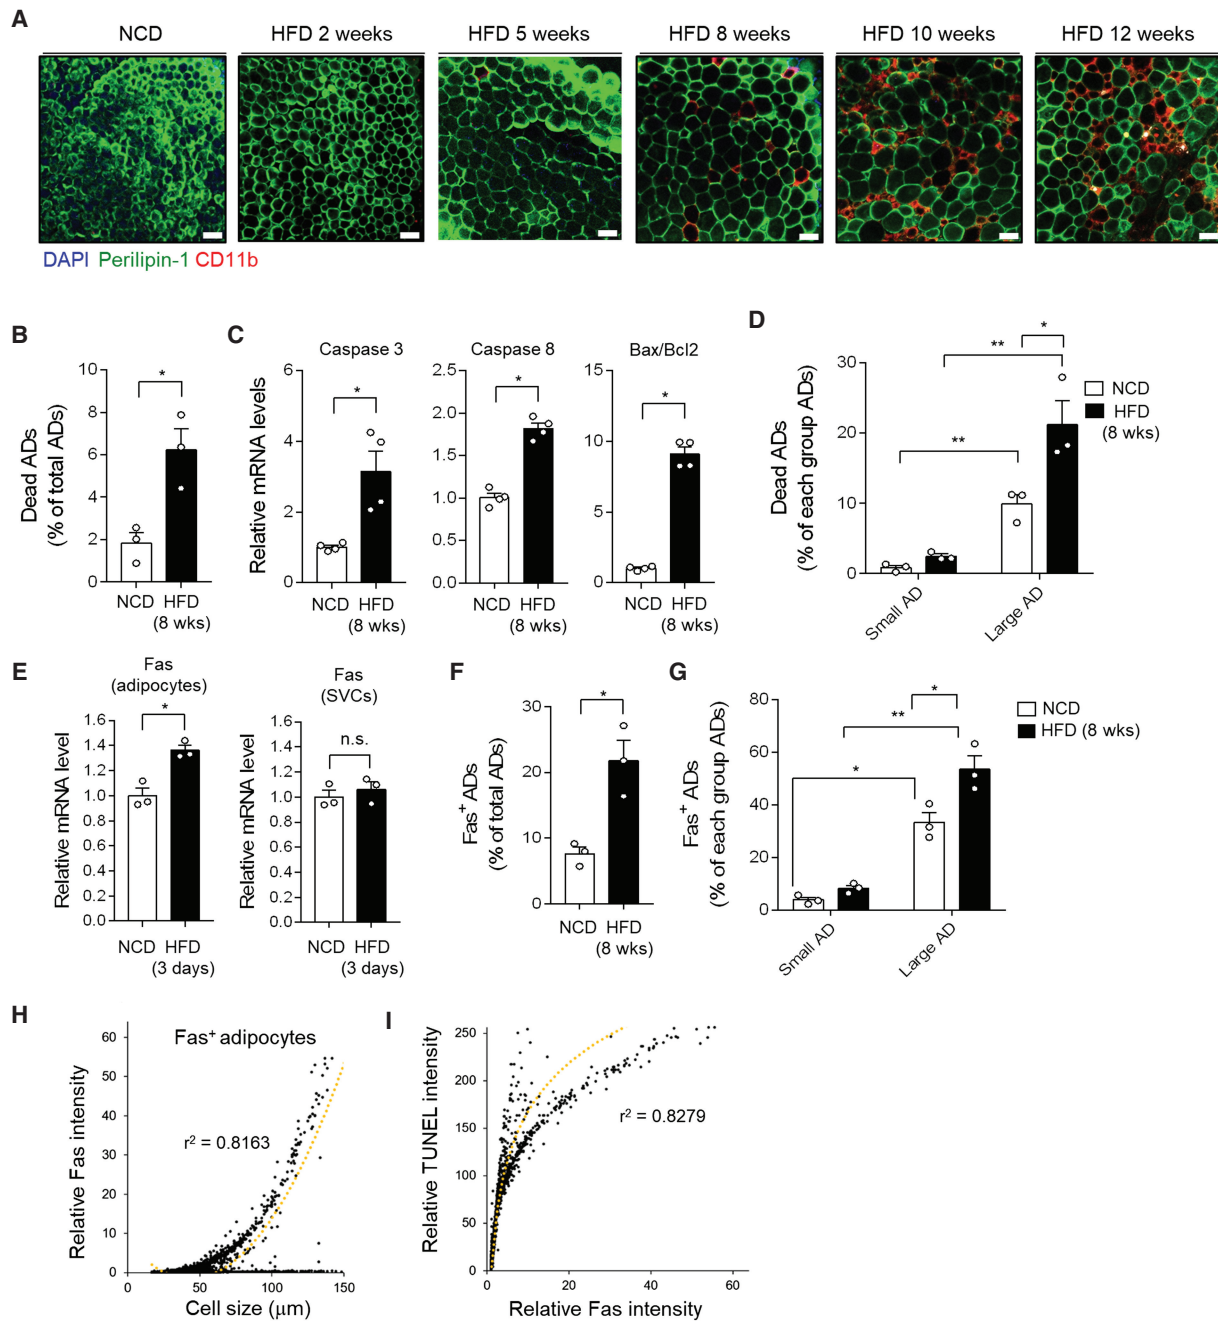 A
NCD
HFD 2 weeks
HFD 5 weeks
HFD 8 weeks
HFD 10 weeks
HFD 12 weeks
DAPI Perilipin-1 CD11b
B
Dead ADs
(% of total ADs)
10
8
6
4
2
0
*
NCD HFD
(8 wks)
C
Relative mRNA levels
Caspase 3
6
4
2
0
*
NCD HFD
(8 wks)
Caspase 8
2.5
2.0
1.5
1.0
0.5
0.0
*
NCD HFD
(8 wks)
Bax/Bcl2
15
10
5
0
*
NCD HFD
(8 wks)
D
Dead ADs
(% of each group ADs)
30
20
10
0
**
**
*
NCD
HFD
(8 wks)
Small AD
Large AD
E
Fas
(adipocytes)
Relative mRNA level
1.6
1.4
1.2
1.0
0.8
0.6
0.4
0.2
0.0
*
NCD HFD
(3 days)
Fas
(SVCs)
Relative mRNA level
1.6
1.4
1.2
1.0
0.8
0.6
0.4
0.2
0.0
n.s.
NCD HFD
(3 days)
F
Fas⁺ ADs
(% of total ADs)
30
20
10
0
*
NCD HFD
(8 wks)
G
Fas⁺ ADs
(% of each group ADs)
80
60
40
20
0
*
**
*
NCD
HFD (8 wks)
Small AD
Large AD
H
Fas⁺ adipocytes
Relative Fas intensity
60
50
40
30
20
10
0
r² = 0.8163
0 50 100 150
Cell size (μm)
I
Relative TUNEL intensity
250
200
150
100
50
0
r² = 0.8279
0 20 40 60
Relative Fas intensity